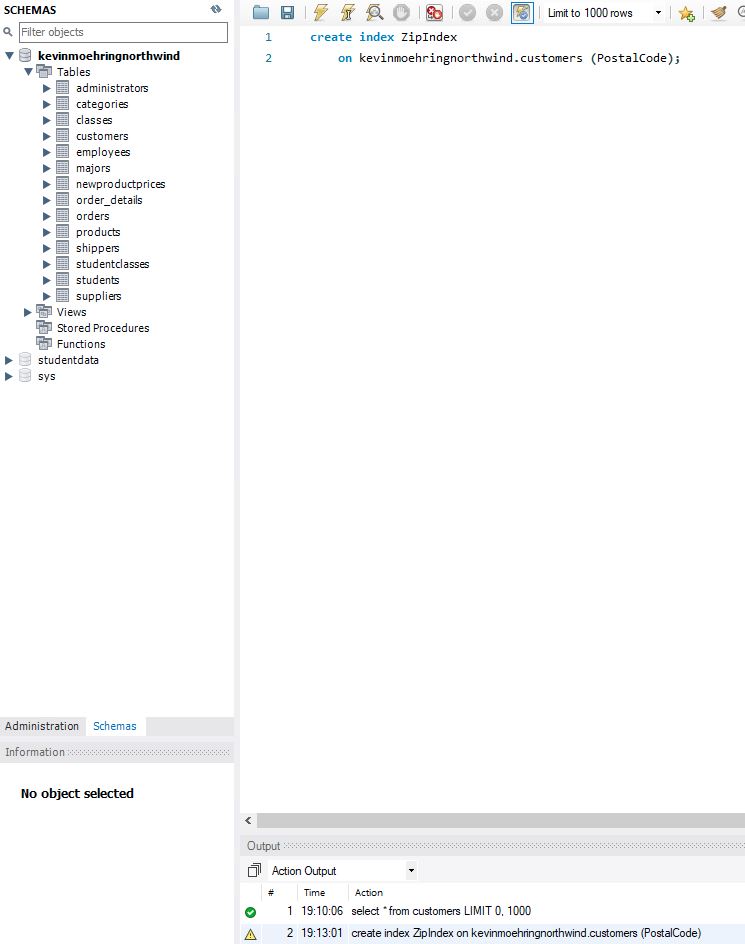 SCHEMAS
Filter objects
kevinmoehringnorthwind
Tables
administrators
categories
classes
customers
employees
majors
newproductprices
order_details
orders
products
shippers
studentclasses
students
suppliers
Views
Stored Procedures
Functions
studentdata
sys
Administration Schemas
Information
No object selected
Limit to 1000 rows
1 create index ZipIndex
2 on kevinmoehringnorthwind.customers (PostalCode);
Output
Action Output
# Time Action
1 19:10:06 select * from customers LIMIT 0, 1000
2 19:13:01 create index ZipIndex on kevinmoehringnorthwind.customers (PostalCode)